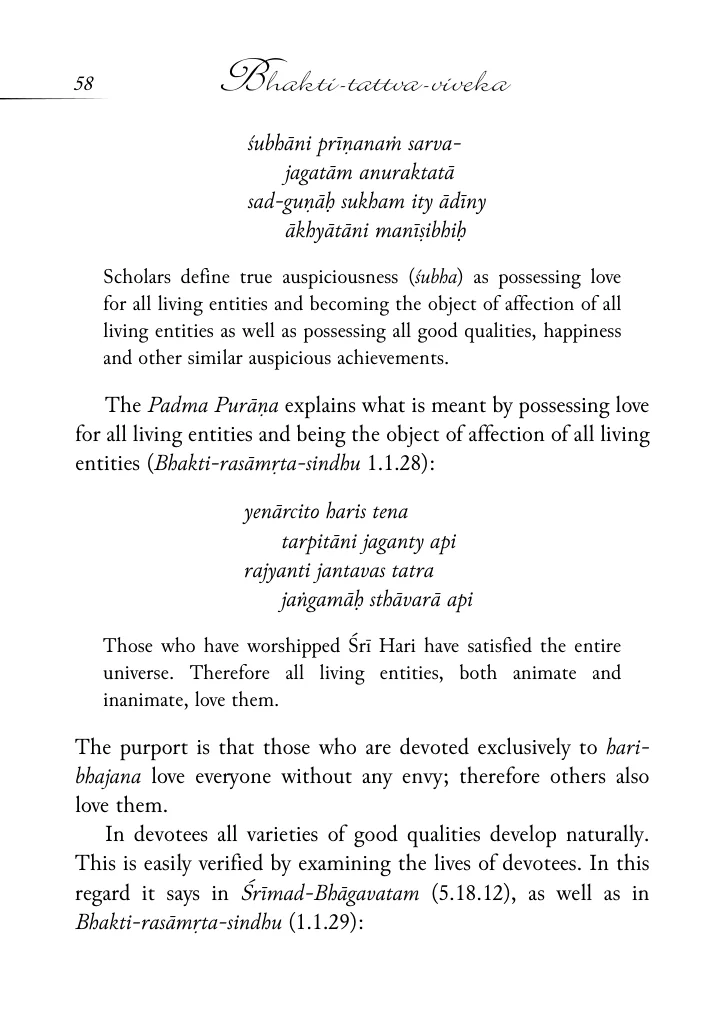 58
Bhakti-tattva-viveka
śubhāni prīṇanaṁ sarva-
jagatām anuraktatā
sad-guṇāḥ sukham ity ādīny
ākhyātāni manīṣibhiḥ
Scholars define true auspiciousness (śubha) as possessing love
for all living entities and becoming the object of affection of all
living entities as well as possessing all good qualities, happiness
and other similar auspicious achievements.
The Padma Purāṇa explains what is meant by possessing love
for all living entities and being the object of affection of all living
entities (Bhakti-rasāmṛta-sindhu 1.1.28):
yenārcito haris tena
tarpitāni jaganty api
rajyanti jantavas tatra
jaṅgamāḥ sthāvarā api
Those who have worshipped Śrī Hari have satisfied the entire
universe. Therefore all living entities, both animate and
inanimate, love them.
The purport is that those who are devoted exclusively to hari-
bhajana love everyone without any envy; therefore others also
love them.
In devotees all varieties of good qualities develop naturally.
This is easily verified by examining the lives of devotees. In this
regard it says in Śrīmad-Bhāgavatam (5.18.12), as well as in
Bhakti-rasāmṛta-sindhu (1.1.29):